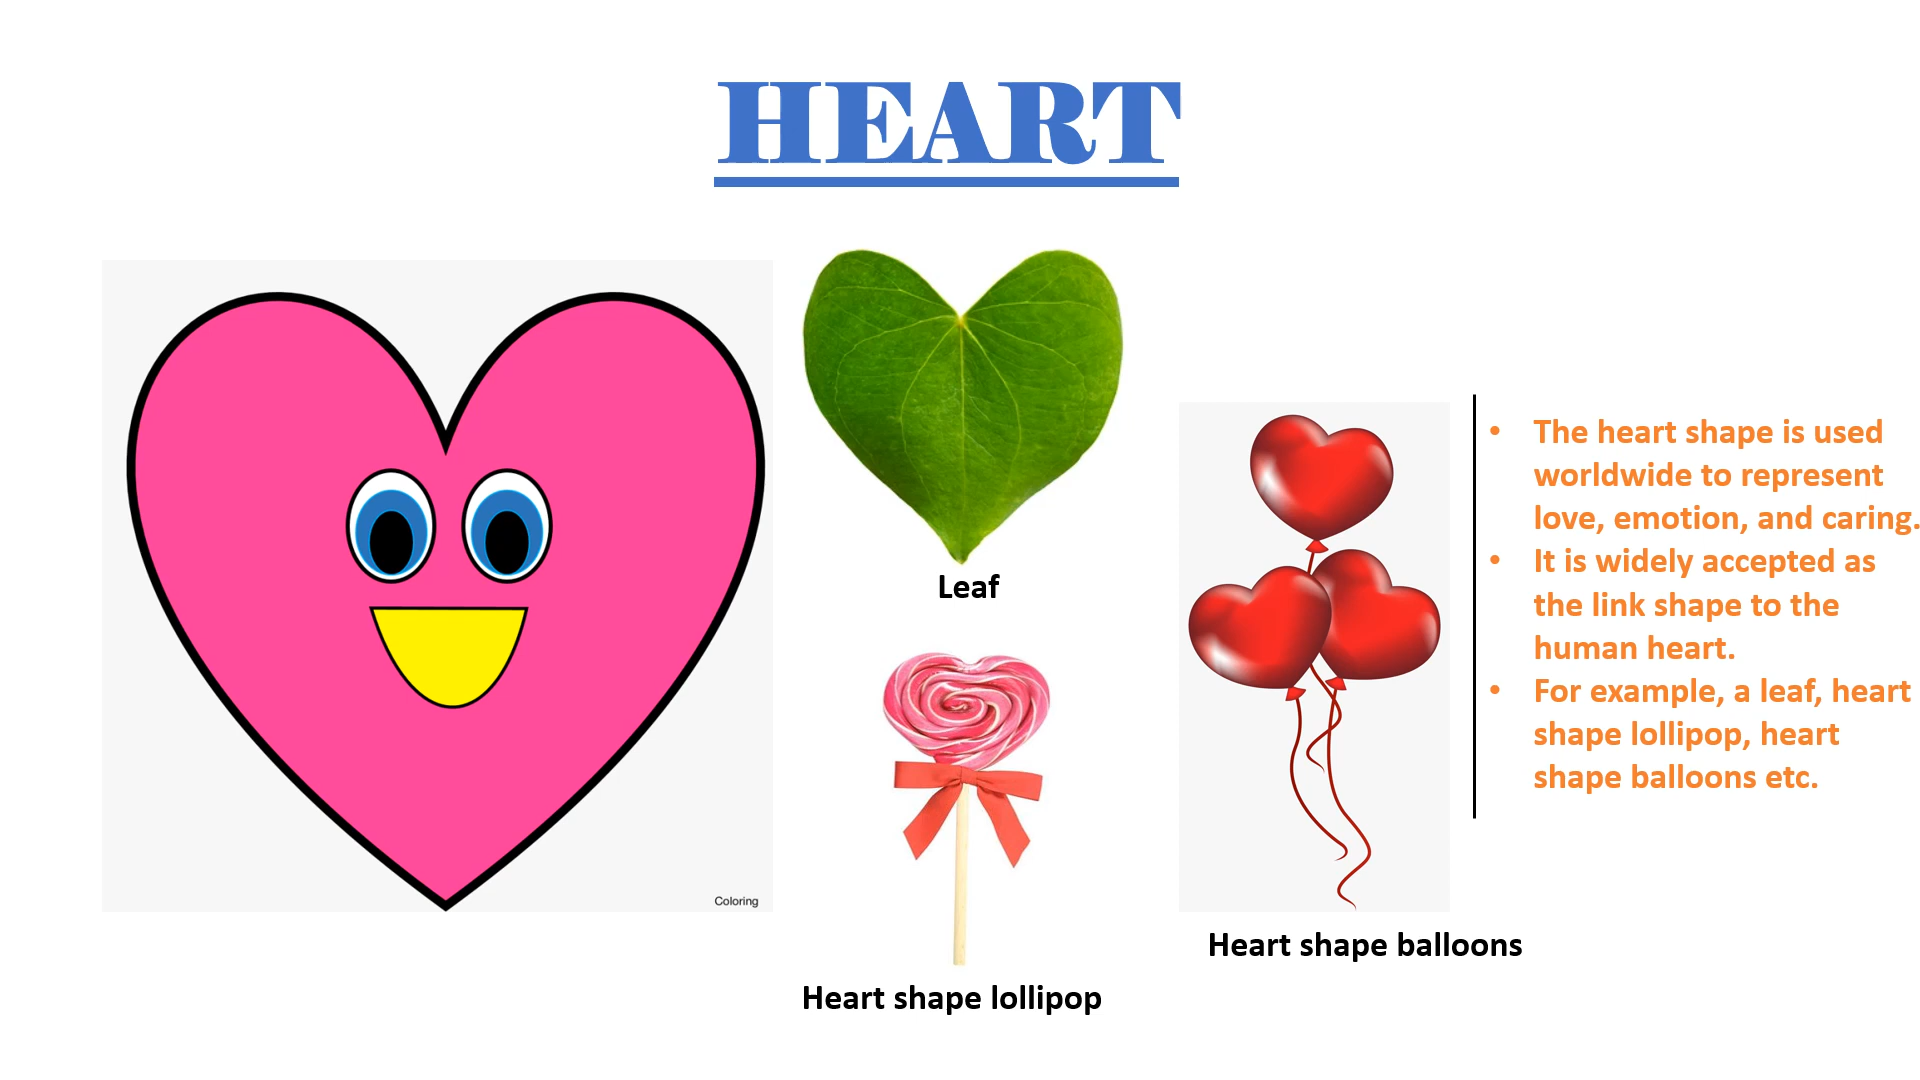 HEART
Leaf
Coloring
Heart shape lollipop
Heart shape balloons
• The heart shape is used
worldwide to represent
love, emotion, and caring.
• It is widely accepted as
the link shape to the
human heart.
• For example, a leaf, heart
shape lollipop, heart
shape balloons etc.